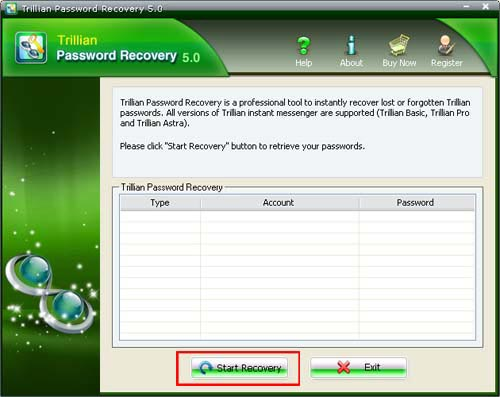 Trillian Password Recovery 5.0
Trillian
Password Recovery 5.0
Help
About
Buy Now
Register
Trillian Password Recovery is a professional tool to instantly recover lost or forgotten Trillian
passwords. All versions of Trillian instant messenger are supported (Trillian Basic, Trillian Pro
and Trillian Astra).
Please click "Start Recovery" button to retrieve your passwords.
Trillian Password Recovery
Type Account Password
Start Recovery Exit